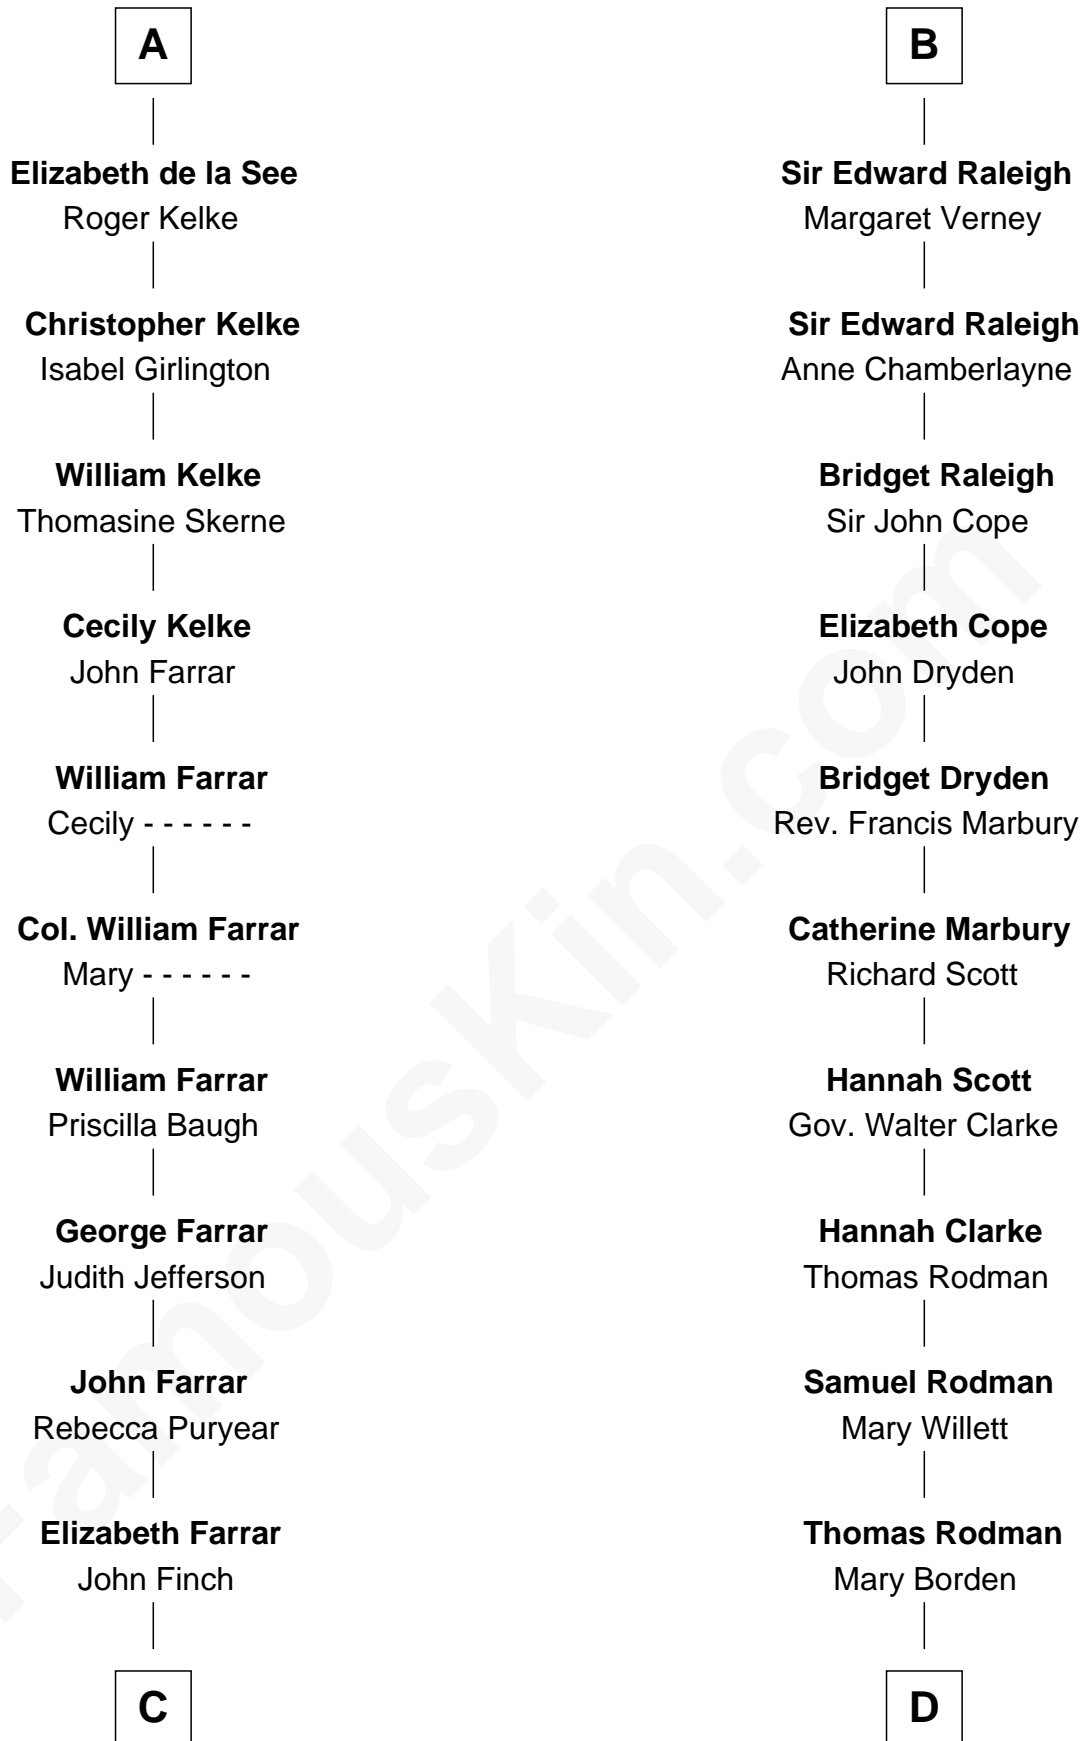 A
Elizabeth de la See
Roger Kelke
Christopher Kelke
Isabel Girlington
William Kelke
Thomasine Skerne
Cecily Kelke
John Farrar
William Farrar
Cecily - - - - - -
Col. William Farrar
Mary - - - - - -
William Farrar
Priscilla Baugh
George Farrar
Judith Jefferson
John Farrar
Rebecca Puryear
Elizabeth Farrar
John Finch
C
B
Sir Edward Raleigh
Margaret Verney
Sir Edward Raleigh
Anne Chamberlayne
Bridget Raleigh
Sir John Cope
Elizabeth Cope
John Dryden
Bridget Dryden
Rev. Francis Marbury
Catherine Marbury
Richard Scott
Hannah Scott
Gov. Walter Clarke
Hannah Clarke
Thomas Rodman
Samuel Rodman
Mary Willett
Thomas Rodman
Mary Borden
D
FamousKin.com